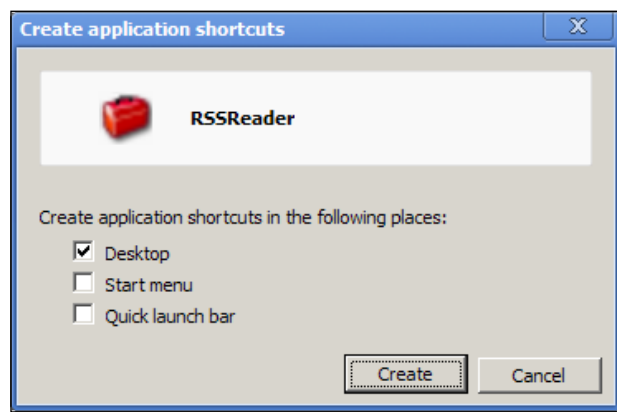 Create application shortcuts
X
RSSReader
Create application shortcuts in the following places:
Desktop
Start menu
Quick launch bar
Create
Cancel